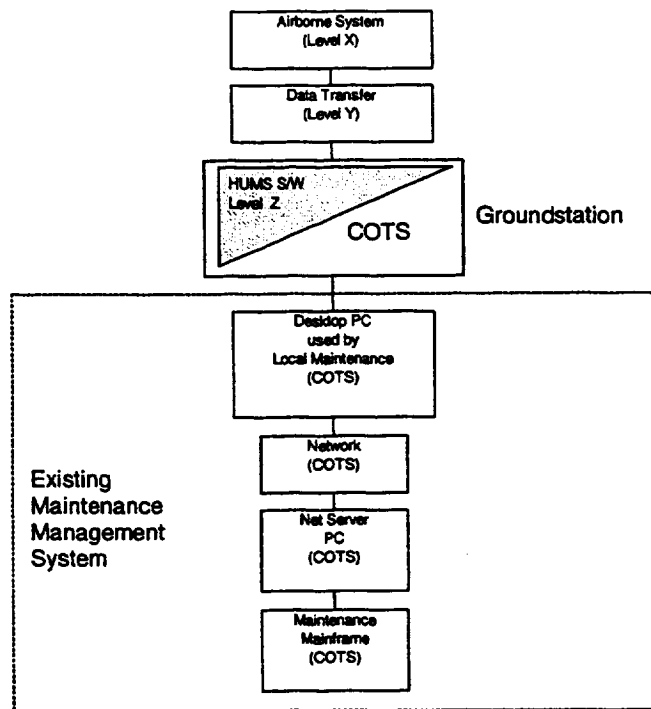 Airborne System
(Level X)
Data Transfer
(Level Y)
HUMS S/W
Level Z
COTS
Groundstation
Desktop PC
used by
Local Maintenance
(COTS)
Network
(COTS)
Existing
Maintenance
Management
System
Net Server
PC
(COTS)
Maintenance
Mainframe
(COTS)